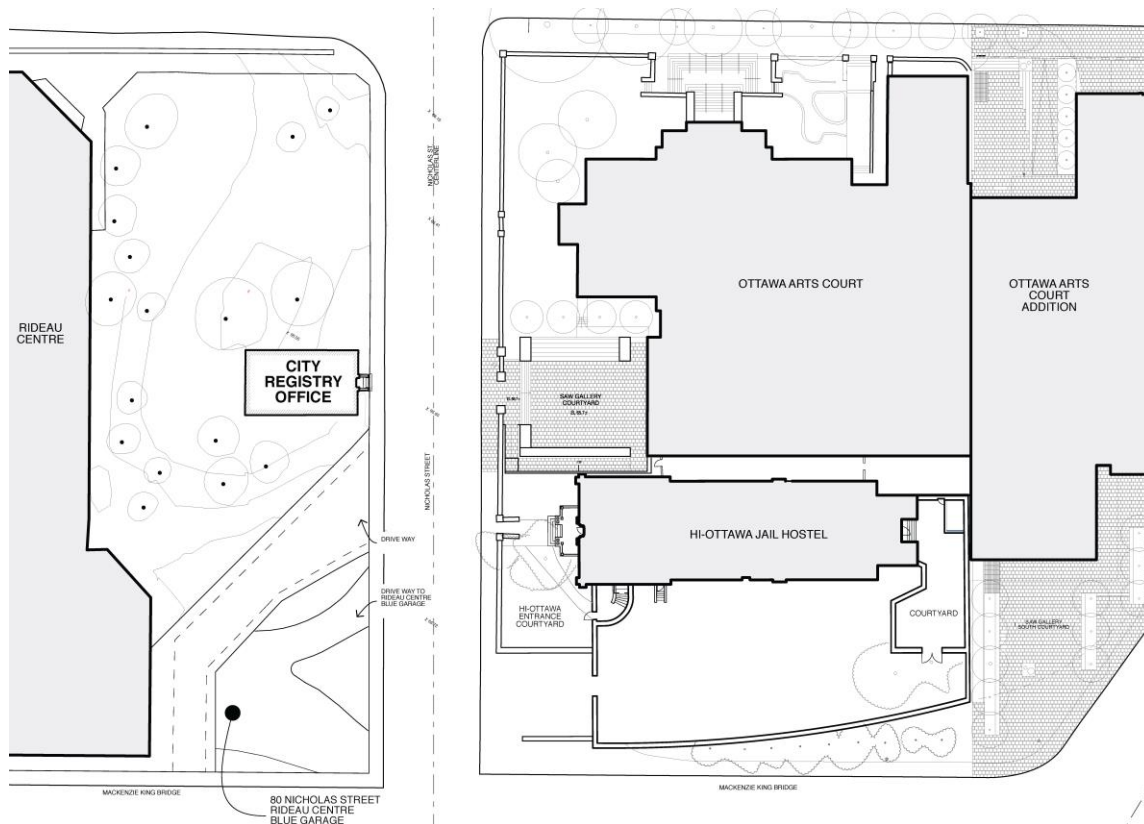 RIDEAU
CENTRE
CITY
REGISTRY
OFFICE
NICHOLAS ST.
CENTERLINE
NICHOLAS STREET
DRIVE WAY
DRIVE WAY TO
RIDEAU CENTRE
BLUE GARAGE
MACKENZIE KING BRIDGE
80 NICHOLAS STREET
RIDEAU CENTRE
BLUE GARAGE
OTTAWA ARTS COURT
OTTAWA ARTS
COURT
ADDITION
SAW GALLERY
COURTYARD
HI-OTTAWA JAIL HOSTEL
HI-OTTAWA
ENTRANCE
COURTYARD
COURTYARD
SAW GALLERY
SOUTH COURTYARD
MACKENZIE KING BRIDGE